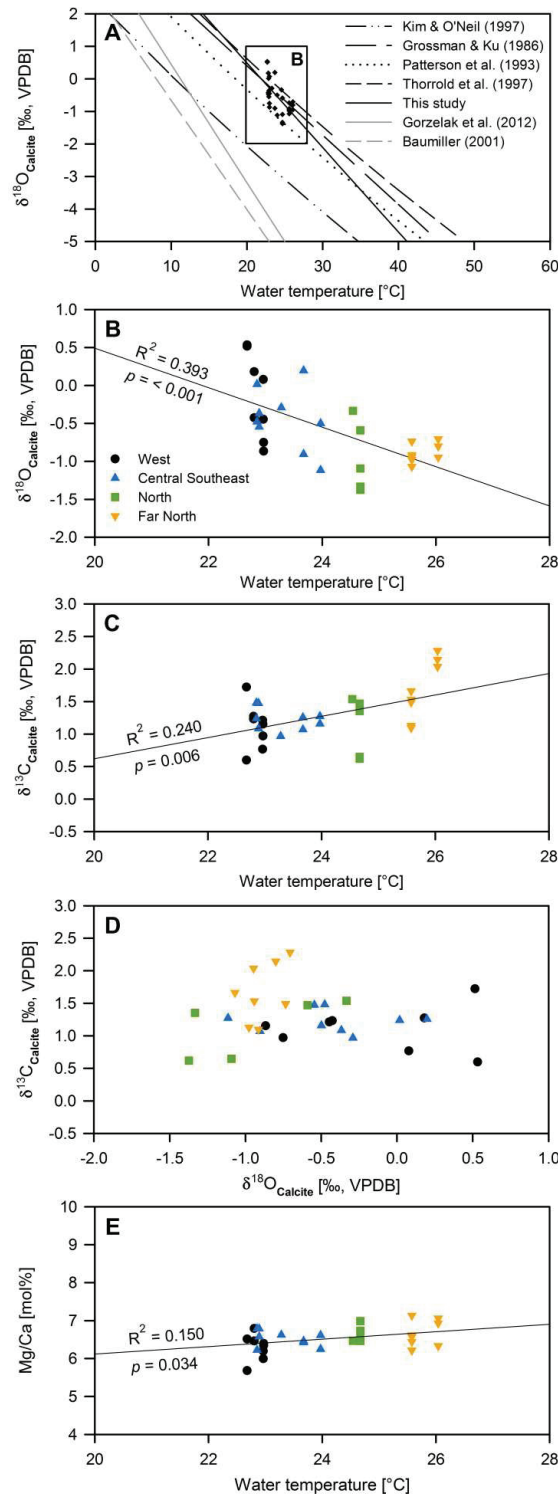 A
B
Kim & O'Neil (1997)
Grossman & Ku (1986)
Patterson et al. (1993)
Thorrold et al. (1997)
This study
Gorzelak et al. (2012)
Baumiller (2001)
2
1
0
-1
-2
-3
-4
-5
δ¹⁸O_Calcite [‰, VPDB]
0 10 20 30 40 50 60
Water temperature [°C]
B
R² = 0.393
p = < 0.001
West
Central Southeast
North
Far North
1.0
0.5
0.0
-0.5
-1.0
-1.5
-2.0
δ¹⁸O_Calcite [‰, VPDB]
20 22 24 26 28
Water temperature [°C]
C
R² = 0.240
p = 0.006
3.0
2.5
2.0
1.5
1.0
0.5
0.0
-0.5
δ¹³C_Calcite [‰, VPDB]
20 22 24 26 28
Water temperature [°C]
D
3.0
2.5
2.0
1.5
1.0
0.5
0.0
-0.5
δ¹³C_Calcite [‰, VPDB]
-2.0 -1.5 -1.0 -0.5 0.0 0.5 1.0
δ¹⁸O_Calcite [‰, VPDB]
E
R² = 0.150
p = 0.034
10
9
8
7
6
5
4
Mg/Ca [mol%]
20 22 24 26 28
Water temperature [°C]